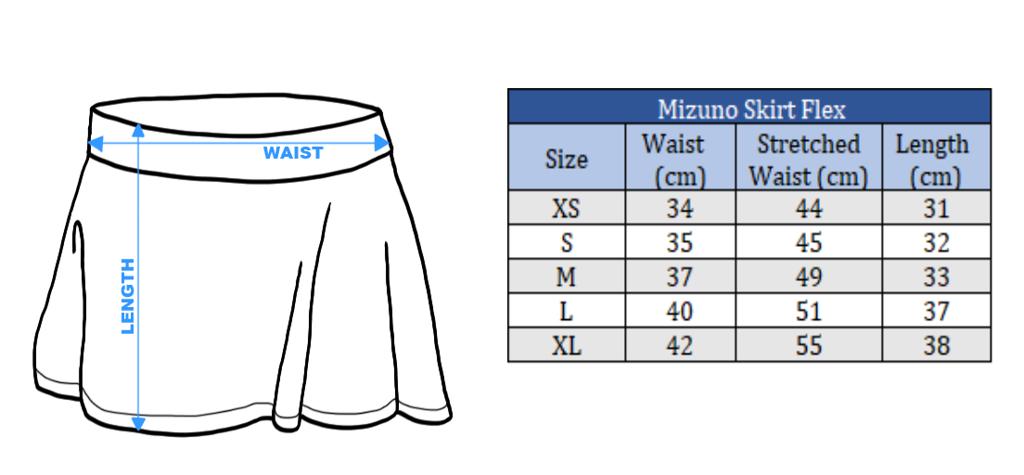 WAIST
LENGTH
Mizuno Skirt Flex
Size Waist (cm) Stretched Waist (cm) Length (cm)
XS 34 44 31
S 35 45 32
M 37 49 33
L 40 51 37
XL 42 55 38